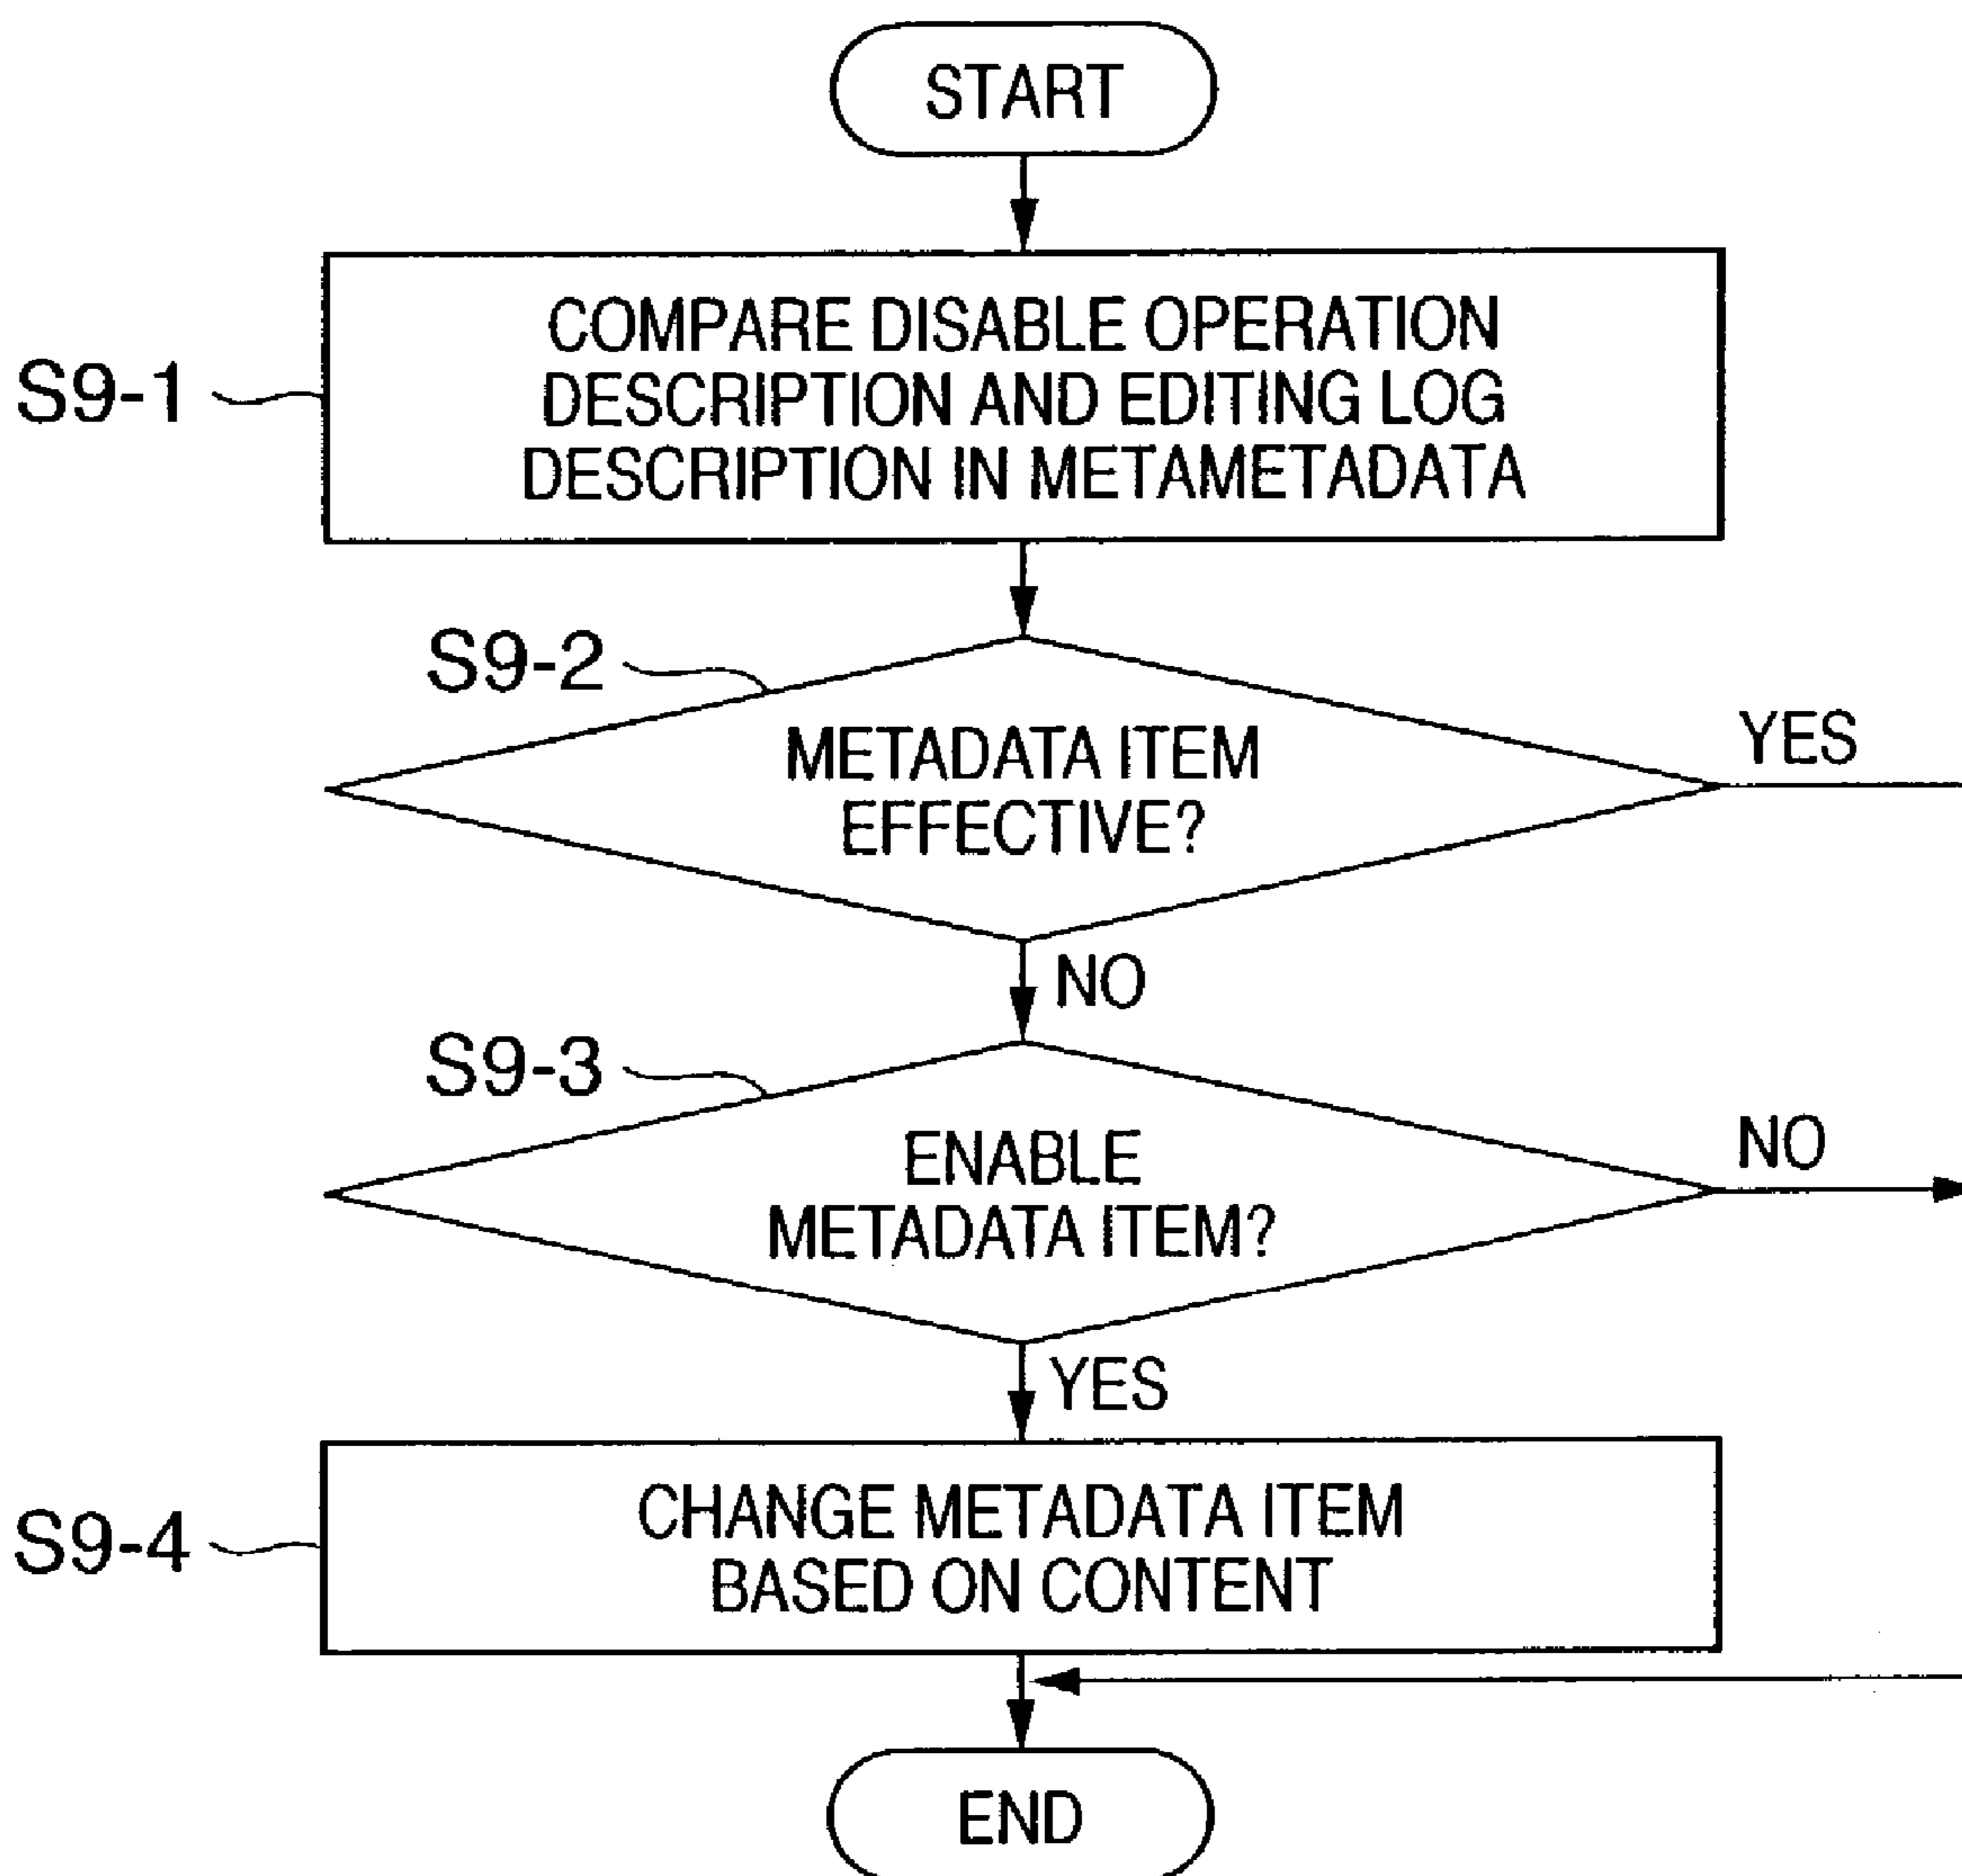 START
S9-1
COMPARE DISABLE OPERATION
DESCRIPTION AND EDITING LOG
DESCRIPTION IN METAMETADATA
S9-2
METADATA ITEM
EFFECTIVE?
YES
NO
S9-3
ENABLE
METADATA ITEM?
NO
YES
S9-4
CHANGE METADATA ITEM
BASED ON CONTENT
END